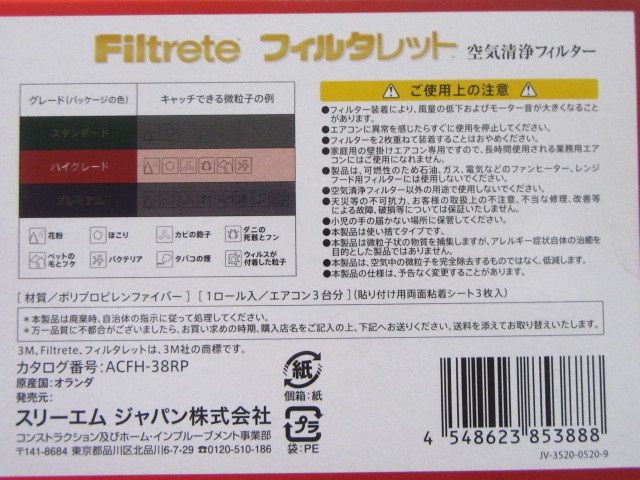 Filtrete™ フィルタレット™ 空気清浄フィルター
グレード(パッケージの色) キャッチできる微粒子の例
スタンダード
ハイグレード
プレミアム
花粉 ほこり カビの胞子 ダニの死骸とフン
ペットの毛とフケ バクテリア タバコの煙 ウィルスが付着した粒子
ご使用上の注意
●フィルター装着により、風量の低下およびモーター音が大きくなること
があります。
●エアコンに異常を感じたらすぐに使用を停止してください。
●フィルターを2枚重ねて装着することはおやめください。
●家庭用の壁掛けエアコン専用ですので、長時間使用される業務用エア
コンにはご使用になれません。
●製品は、可燃性のため石油、ガス、電気などのファンヒーター、レンジ
フード用フィルターには使用しないでください。
●空気清浄フィルター以外の用途で使用しないでください。
●天災等の不可抗力、お客様の取扱上の不注意、不当な修理、改善等
による故障、破損等については保証いたしません。
●小児の手の届かない場所に保管してください。
●本製品は使い捨てタイプです。
●本製品は微粒子状の物質を捕集しますが、アレルギー症状自体の治癒を
目的とした製品ではありません。
●本製品は、空気中の微粒子を完全除去するものではなく、低減します。
●本製品の仕様は、予告なく変更することがあります。
[材質/ポリプロピレンファイバー] [1ロール入/エアコン3台分](貼り付け用両面粘着シート3枚入)
*本製品は廃棄時、自治体の指示に従って処理してください。
*万一品質に不都合がございましたら、お買い求めの時期、購入店名をご記入の上、下記へお送りください。送料を添えてお取り替えいたします。
3M、Filtrete、フィルタレットは、3M社の商標です。
カタログ番号:ACFH-38RP
原産国:オランダ
発売元:
スリーエム ジャパン株式会社
コンストラクション及びホーム・インプルーブメント事業部
〒141-8684 東京都品川区北品川6-7-29 ☎0120-510-186
紙
個箱:紙
プラ
袋:PE
4 548623 853888
JV-3520-0520-9